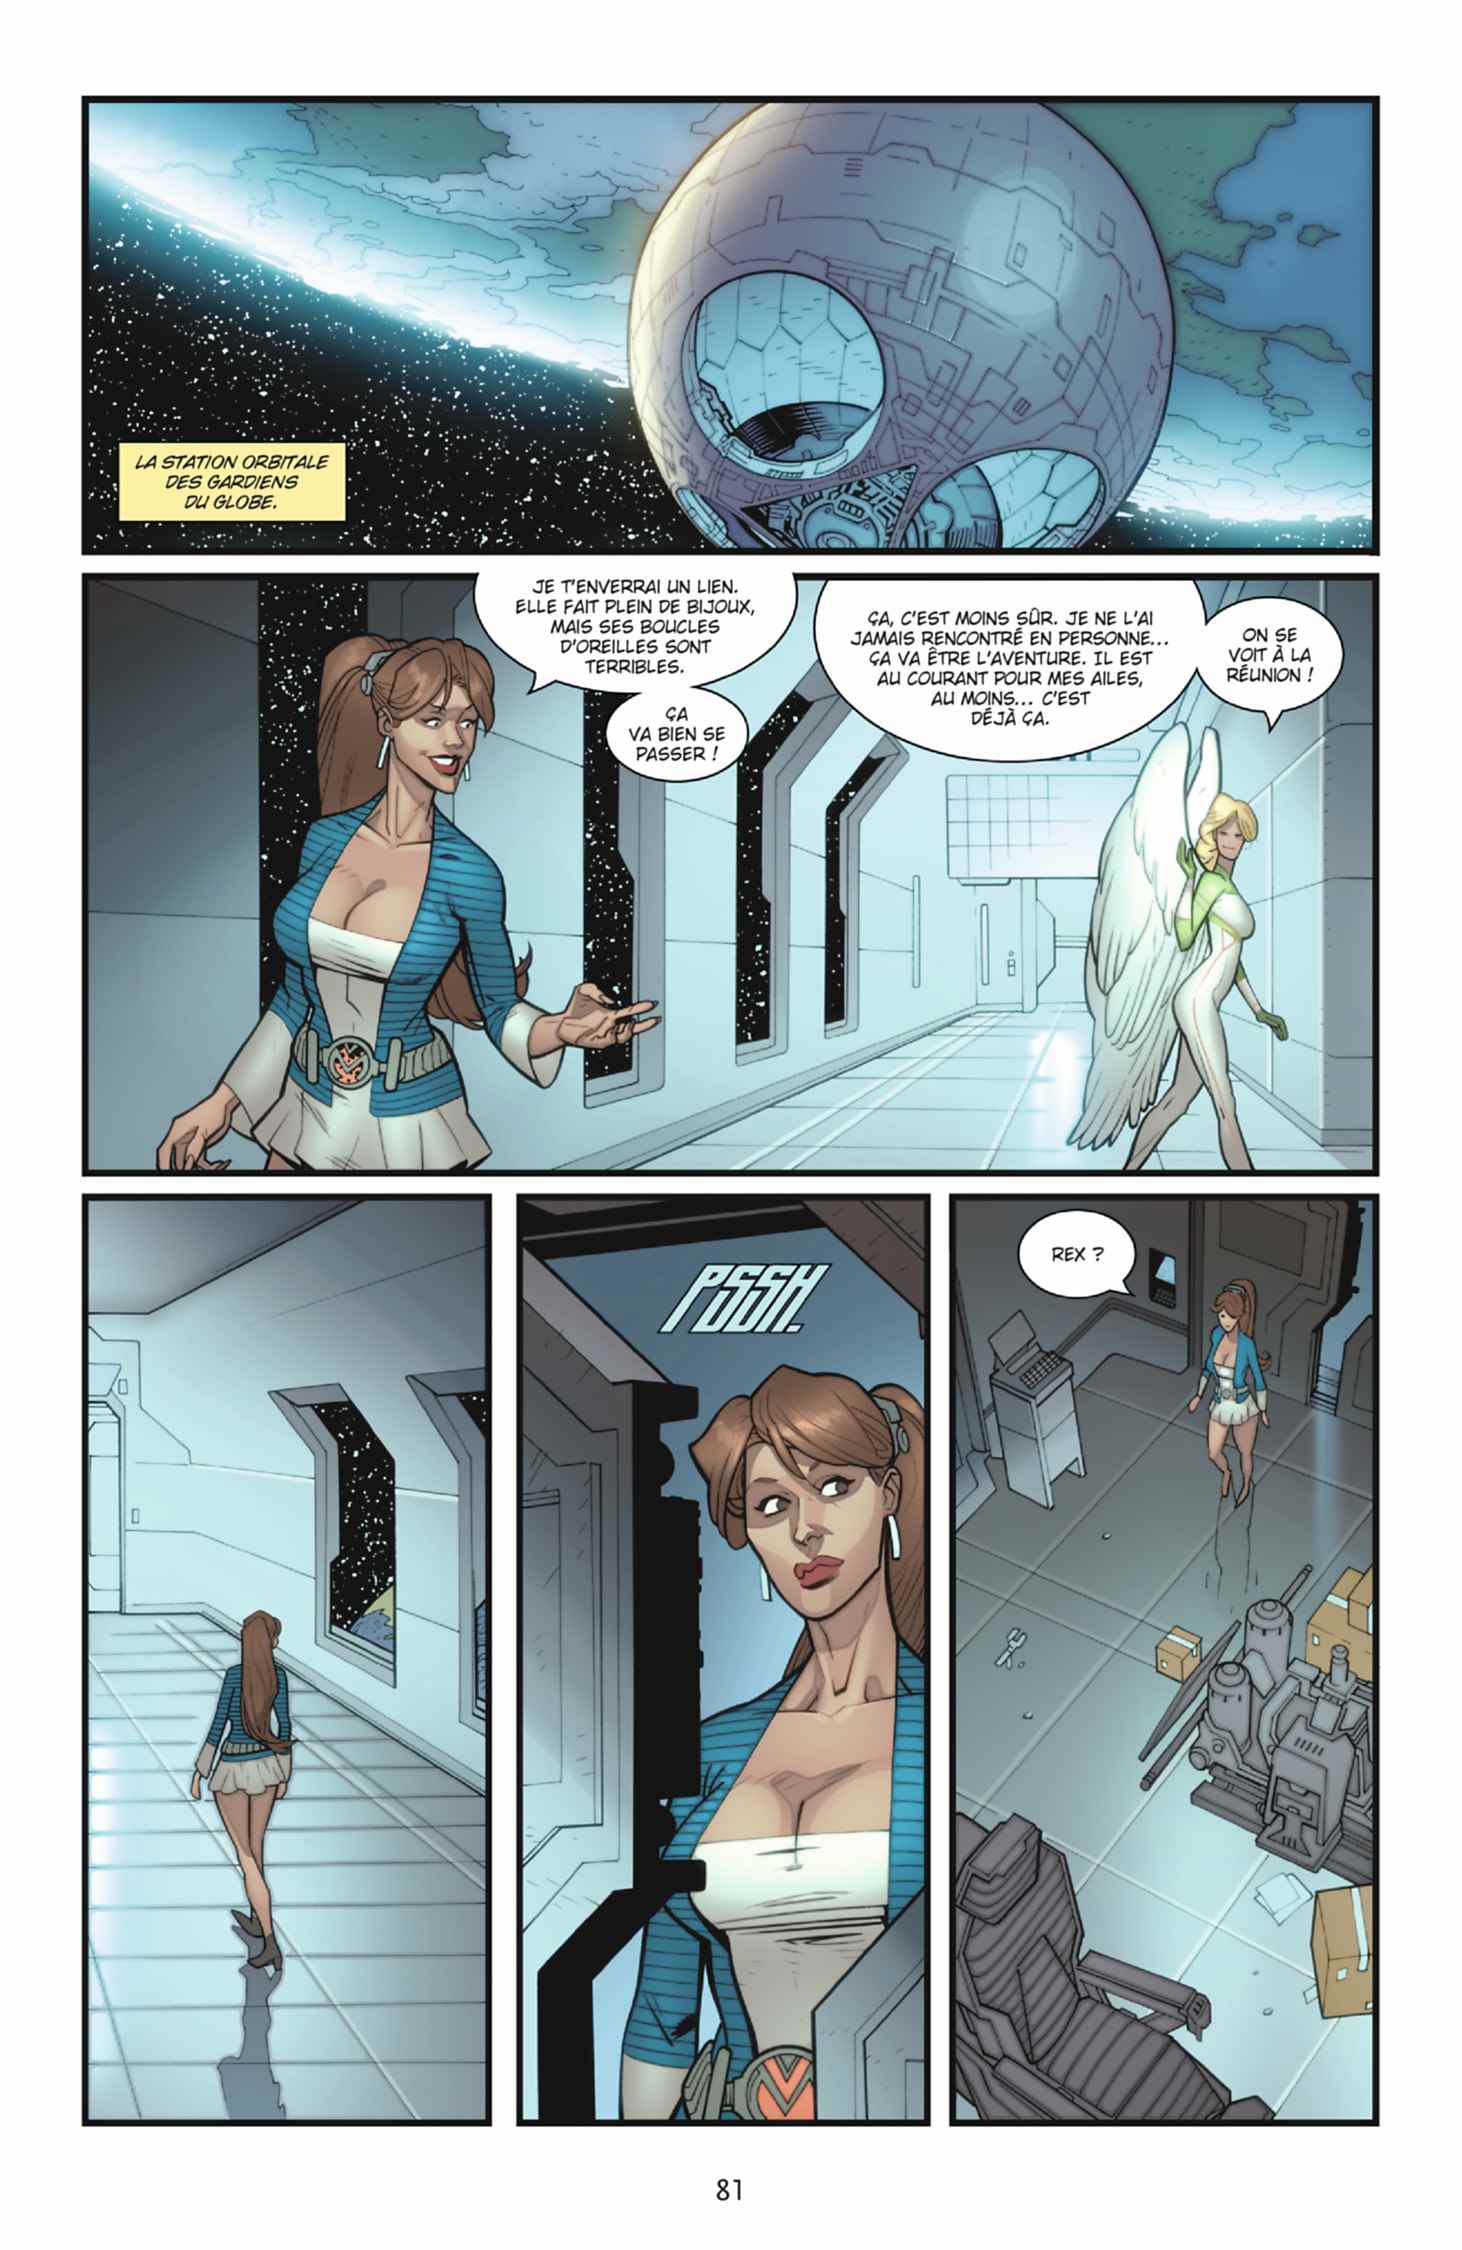 LA STATION ORBITALE
DES GARDIENS
DU GLOBE.
JE T'ENVERRAI UN LIEN.
ELLE FAIT PLEIN DE BIJOUX,
MAIS SES BOUCLES
D'OREILLES SONT
TERRIBLES.
ÇA
VA BIEN SE
PASSER !
ÇA, C'EST MOINS SÛR. JE NE L'AI
JAMAIS RENCONTRÉ EN PERSONNE...
ÇA VA ÊTRE L'AVENTURE. IL EST
AU COURANT POUR MES AILES,
AU MOINS... C'EST
DÉJÀ ÇA.
ON SE
VOIT À LA
RÉUNION !
PSSH.
REX ?
81